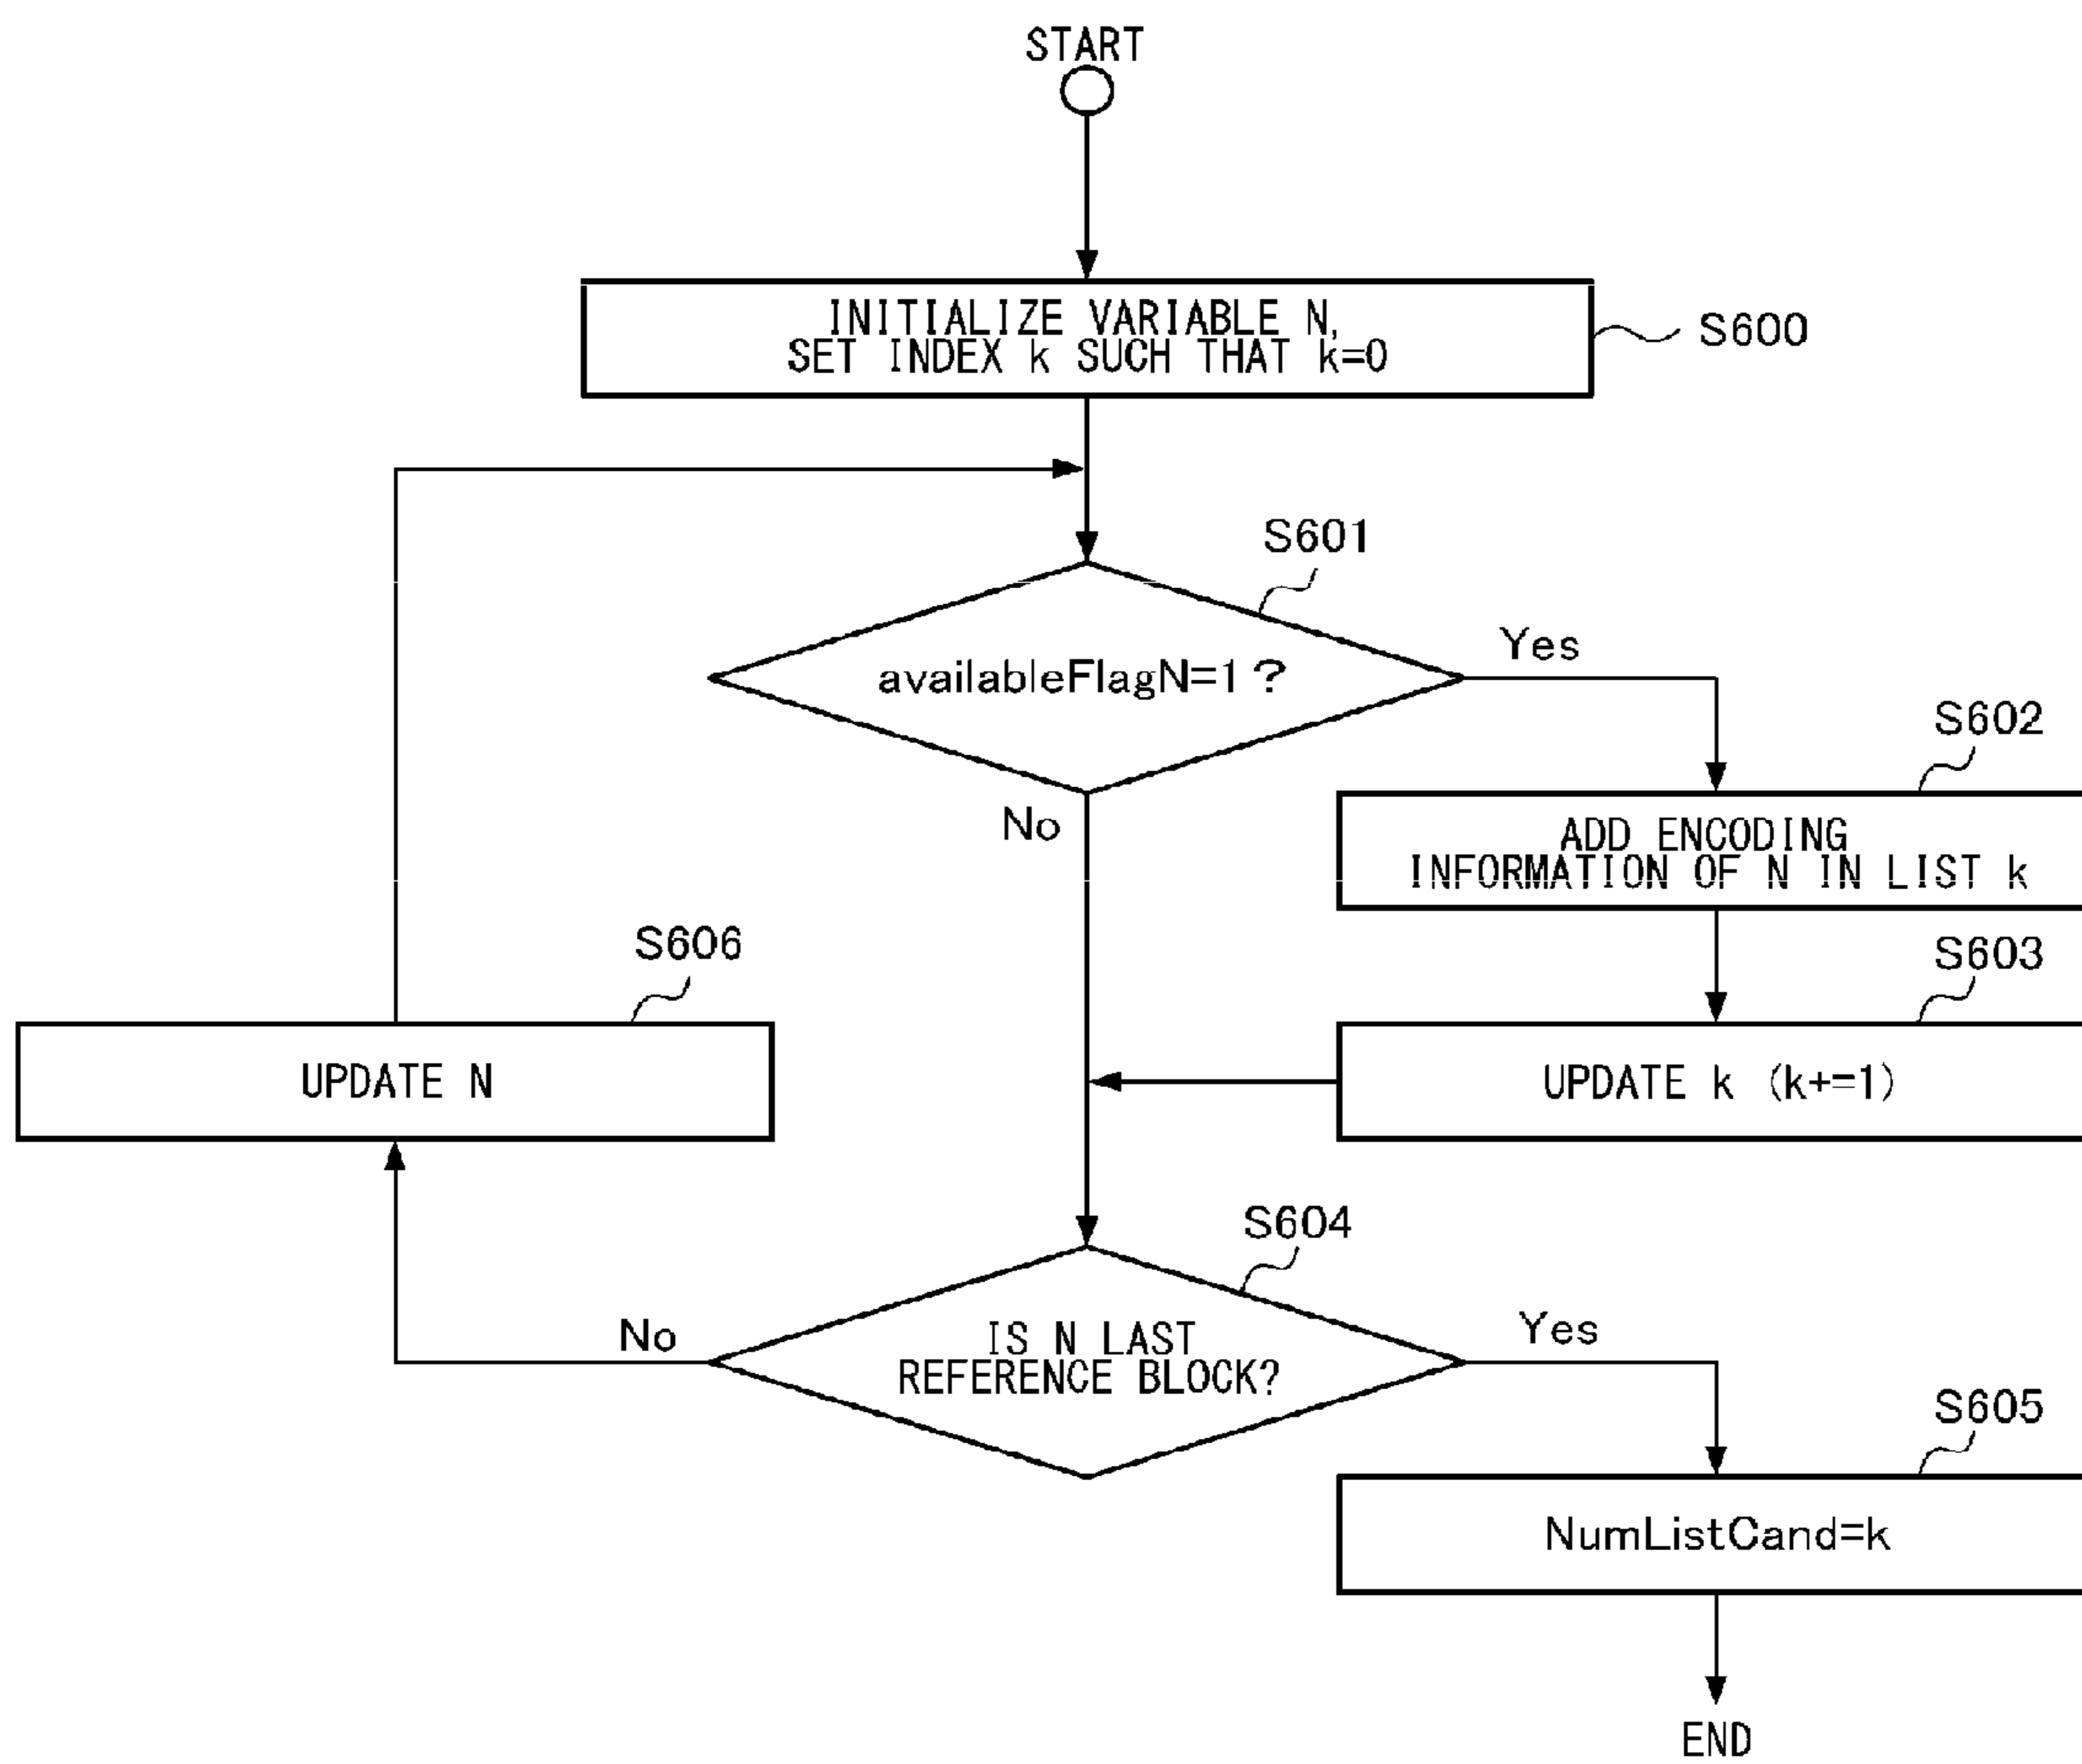 START
INITIALIZE VARIABLE N,
SET INDEX k SUCH THAT k=0
S600
S601
availableFlagN=1?
Yes
No
S602
ADD ENCODING
INFORMATION OF N IN LIST k
S603
UPDATE k (k+=1)
S606
UPDATE N
S604
IS N LAST
REFERENCE BLOCK?
No
Yes
S605
NumListCand=k
END